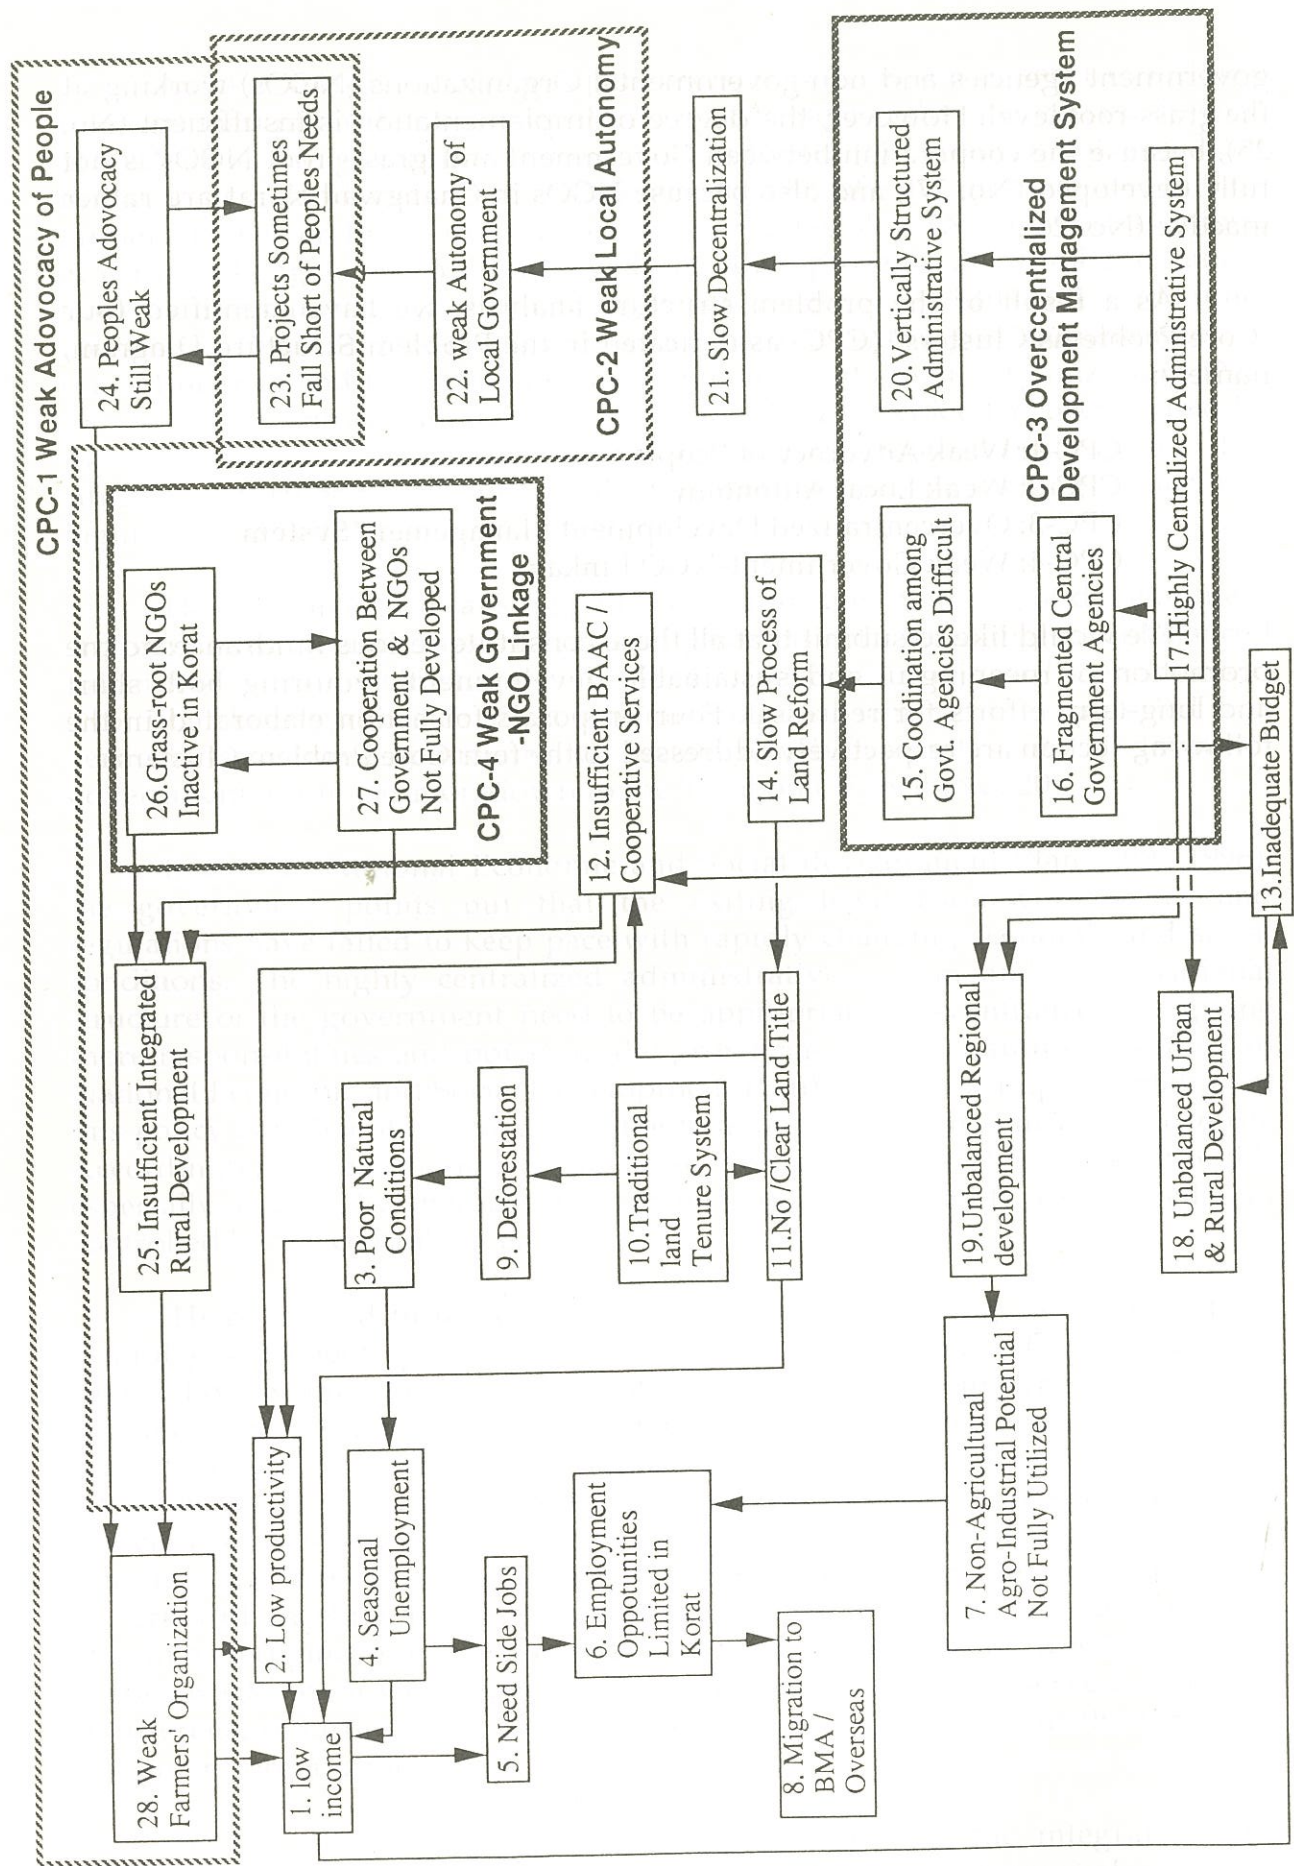 CPC-1 Weak Adovocacy of People
24. Peoples Adovocacy
Still Weak
23. Projects Sometimes
Fall Short of Peoples Needs
22. weak Autonomy of
Local Government
CPC-2 Weak Local Autonomy
21. Slow Decentralization
20. Vertically Structured
Administrative System
CPC-3 Overccntralized
Development Management System
17.Highly Centralized Administrative System
26.Grass-root NGOs
Inactive in Korat
27. Cooperation Between
Government & NGOs
Not Fully Developed
CPC-4 Weak Government
-NGO Linkage
12. Insufficient BAAC /
Cooperative Services
14. Slow Process of
Land Reform
15. Coodination among
Govt. Agencies Difficult
16. Fragmented Central
Government Agencies
13.Inadequate Budget
25. Insufficient Integrated
Rural Development
3. Poor Natural
Conditions
9. Deforestation
10.Traditional
land
Tenure System
11.No /Clear Land Title
19.Unbalanced Regional
development
18. Unbalanced Urban
& Rural Development
28. Weak
Farmers' Organization
2. Low productivity
4. Seasonal
Unemployment
1. low
income
5. Need Side Jobs
6. Employment
Oppotunities
Limited in
Korat
7. Non-Agricultural
Agro-Industrial Potential
Not Fully Utilized
8. Migration to
BMA /
Overseas